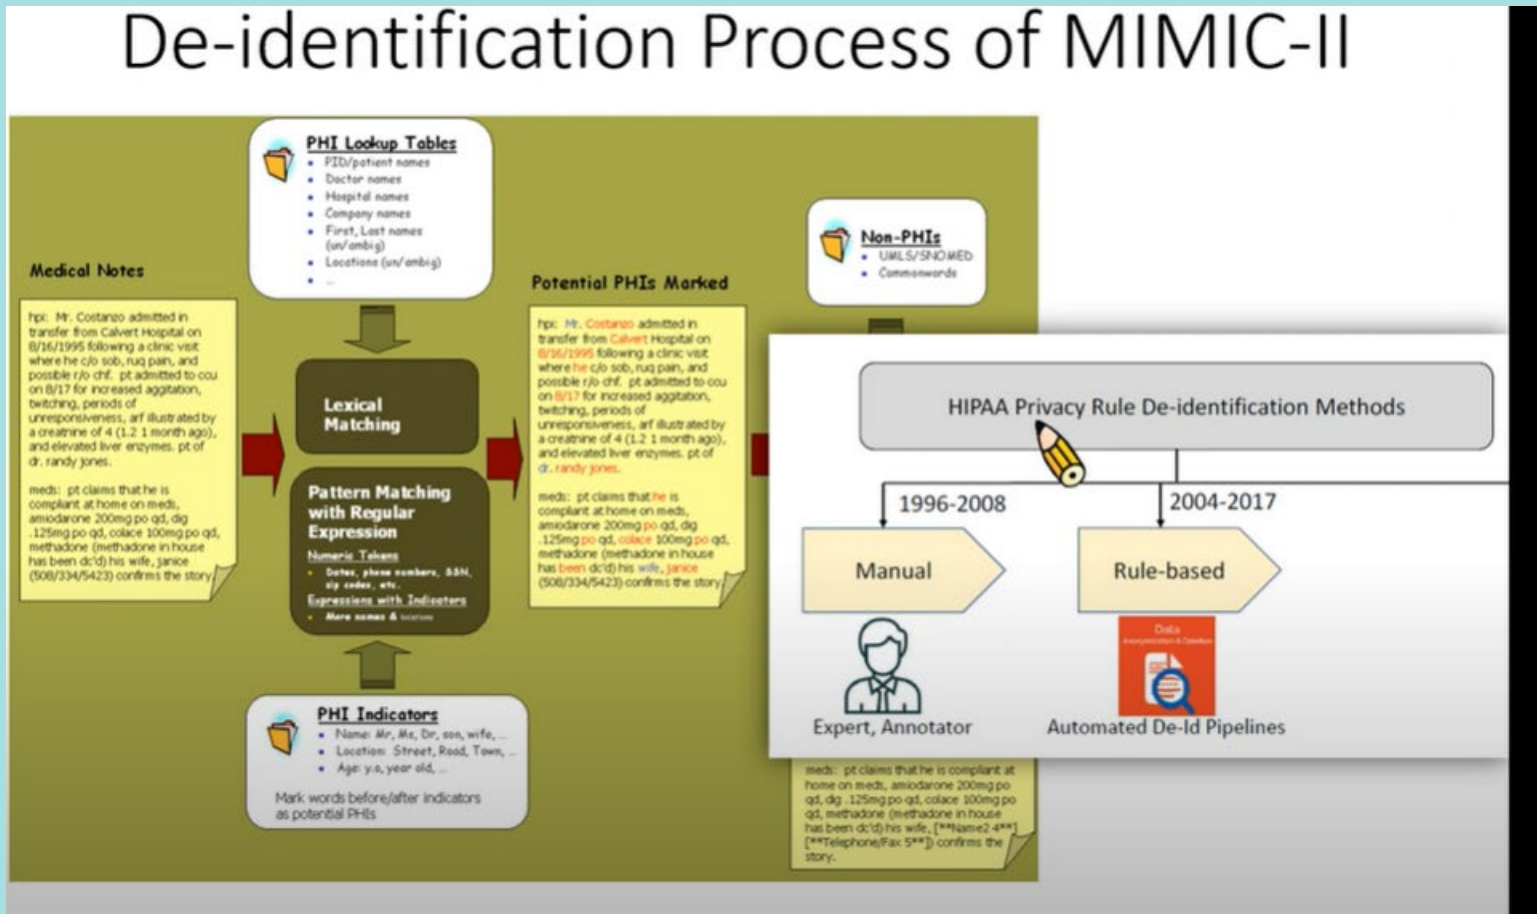 De-identification Process of MIMIC-II
PHI Lookup Tables
PID/patient names
Doctor names
Hospital names
Company names
First, Last names
(un/ambig)
Locations (un/ambig)
...
Medical Notes
hpi: Mr. Costanzo admitted in
transfer from Calvert Hospital on
8/16/1995 following a clinic visit
where he c/o sob, ruq pain, and
possible r/o chf. pt admitted to ccu
on 8/17 for increased aggitation,
twitching, periods of
unresponsiveness, arf illustrated by
a creatnine of 4 (1.2 1 month ago),
and elevated liver enzymes. pt of
dr. randy jones.
meds: pt claims that he is
compliant at home on meds,
amiodarone 200mg po qd, dig
.125mg po qd, colace 100mg po qd,
methadone (methadone in house
has been dc'd) his wife, janice
(508/334/5423) confirms the story
Lexical
Matching
Pattern Matching
with Regular
Expression
Numeric Tokens
Dates, phone numbers, SSN,
zip codes, etc.
Expressions with Indicators
More names & locations
PHI Indicators
Name: Mr, Ms, Dr, son, wife, ...
Location: Street, Road, Town, ...
Age: y.o, year old, ...
Mark words before/after indicators
as potential PHIs
Potential PHIs Marked
hpi: Mr. Costanzo admitted in
transfer from Calvert Hospital on
8/16/1995 following a clinic visit
where he c/o sob, ruq pain, and
possible r/o chf. pt admitted to ccu
on 8/17 for increased aggitation,
twitching, periods of
unresponsiveness, arf illustrated by
a creatnine of 4 (1.2 1 month ago),
and elevated liver enzymes. pt of
dr. randy jones.
meds: pt claims that he is
compliant at home on meds,
amiodarone 200mg po qd, dig
.125mg po qd, colace 100mg po qd,
methadone (methadone in house
has been dc'd) his wife, janice
(508/334/5423) confirms the story
Non-PHIs
UMLS/SNOMED
Commonwords
HIPAA Privacy Rule De-identification Methods
1996-2008
2004-2017
Manual
Rule-based
Data
Expert, Annotator
Automated De-Id Pipelines
meds: pt claims that he is compliant at
home on meds, amiodarone 200mg po
qd, dig .125mg po qd, colace 100mg po
qd, methadone (methadone in house
has been dc'd) his wife, [**Name2 4**]
[**Telephone/Fax 5**]) confirms the
story.